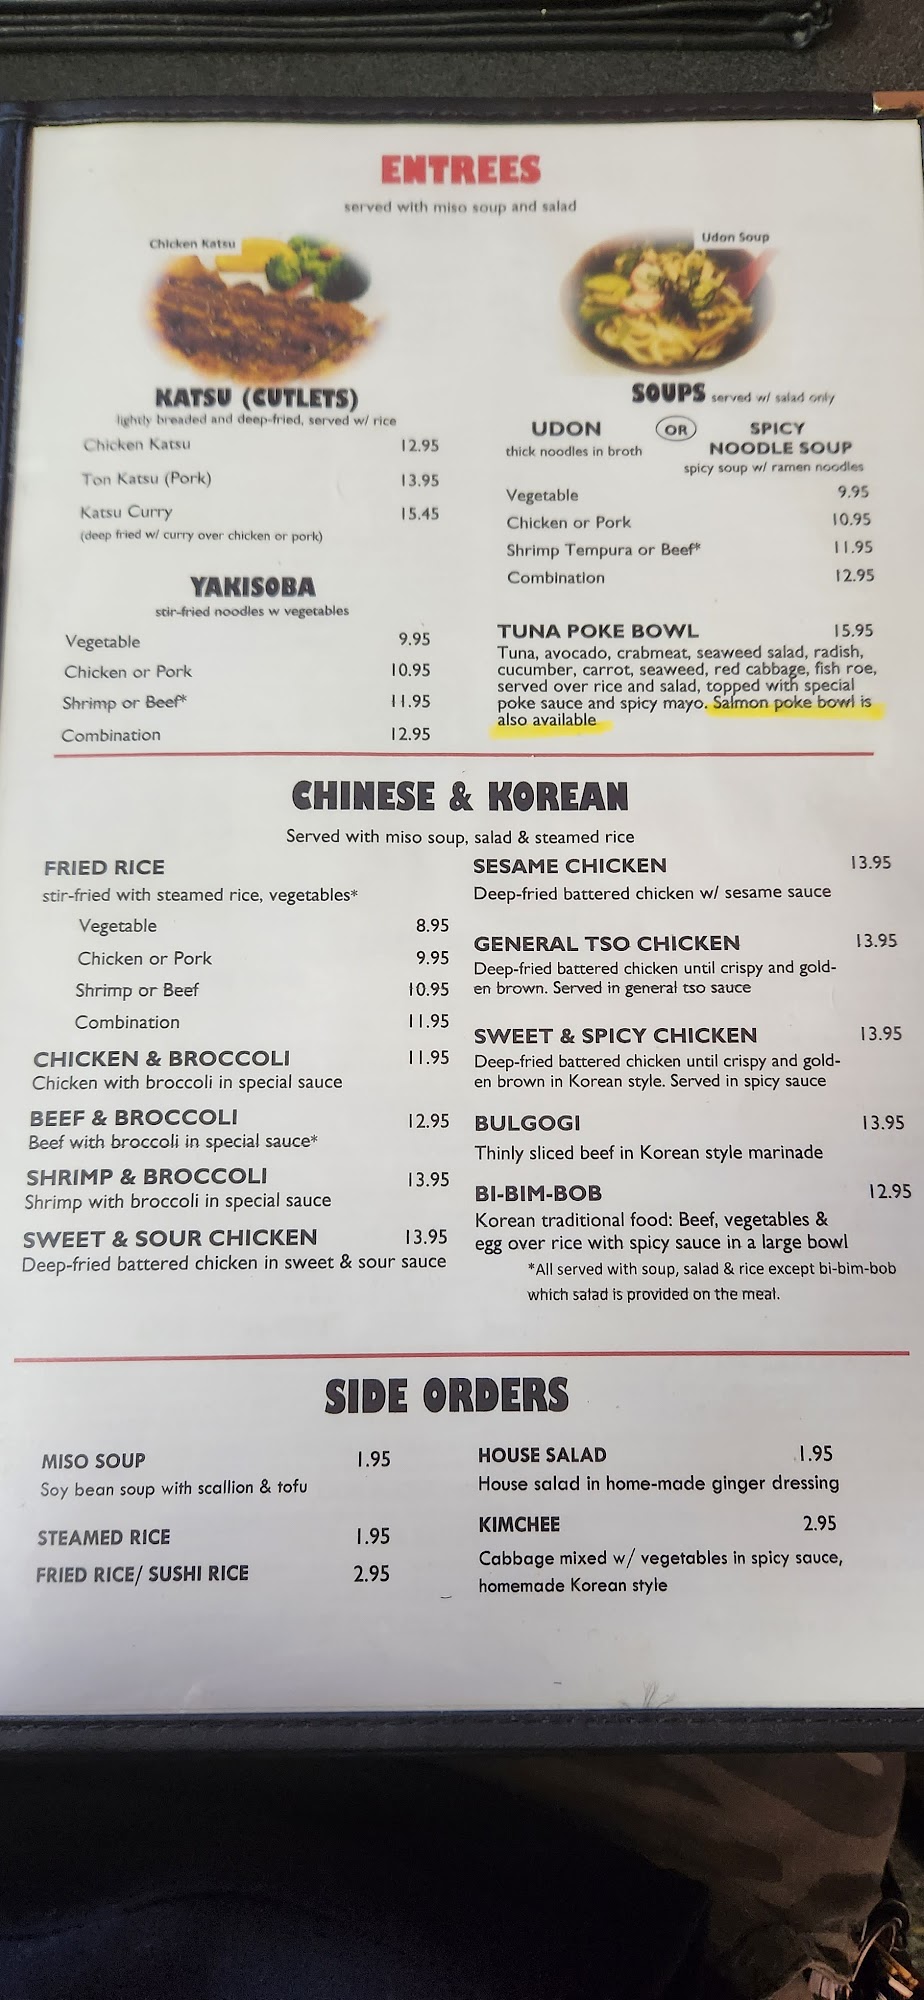 ENTREES
served with miso soup and salad
Chicken Katsu
KATSU (CUTLETS)
lightly breaded and deep-fried, served w/ rice
Chicken Katsu 12.95
Ton Katsu (Pork) 13.95
Katsu Curry 15.45
(deep fried w/ curry over chicken or pork)
YAKISOBA
stir-fried noodles w vegetables
Vegetable 9.95
Chicken or Pork 10.95
Shrimp or Beef* 11.95
Combination 12.95
Udon Soup
SOUPS served w/ salad only
UDON
thick noodles in broth
OR
SPICY
NOODLE SOUP
spicy soup w/ ramen noodles
Vegetable 9.95
Chicken or Pork 10.95
Shrimp Tempura or Beef* 11.95
Combination 12.95
TUNA POKE BOWL 15.95
Tuna, avocado, crabmeat, seaweed salad, radish,
cucumber, carrot, seaweed, red cabbage, fish roe,
served over rice and salad, topped with special
poke sauce and spicy mayo. Salmon poke bowl is
also available
CHINESE & KOREAN
Served with miso soup, salad & steamed rice
FRIED RICE
stir-fried with steamed rice, vegetables*
Vegetable 8.95
Chicken or Pork 9.95
Shrimp or Beef 10.95
Combination 11.95
CHICKEN & BROCCOLI 11.95
Chicken with broccoli in special sauce
BEEF & BROCCOLI 12.95
Beef with broccoli in special sauce*
SHRIMP & BROCCOLI 13.95
Shrimp with broccoli in special sauce
SWEET & SOUR CHICKEN 13.95
Deep-fried battered chicken in sweet & sour sauce
SESAME CHICKEN 13.95
Deep-fried battered chicken w/ sesame sauce
GENERAL TSO CHICKEN 13.95
Deep-fried battered chicken until crispy and gold-
en brown. Served in general tso sauce
SWEET & SPICY CHICKEN 13.95
Deep-fried battered chicken until crispy and gold-
en brown in Korean style. Served in spicy sauce
BULGOGI 13.95
Thinly sliced beef in Korean style marinade
BI-BIM-BOB 12.95
Korean traditional food: Beef, vegetables &
egg over rice with spicy sauce in a large bowl
*All served with soup, salad & rice except bi-bim-bob
which salad is provided on the meal.
SIDE ORDERS
MISO SOUP 1.95
Soy bean soup with scallion & tofu
STEAMED RICE 1.95
FRIED RICE/ SUSHI RICE 2.95
HOUSE SALAD 1.95
House salad in home-made ginger dressing
KIMCHEE 2.95
Cabbage mixed w/ vegetables in spicy sauce,
homemade Korean style